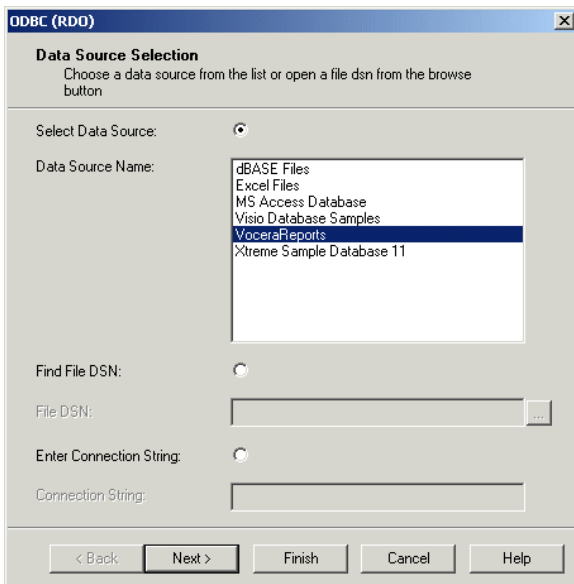 ODBC (RDO)
Data Source Selection
Choose a data source from the list or open a file dsn from the browse
button
Select Data Source:
Data Source Name:
dBASE Files
Excel Files
MS Access Database
Visio Database Samples
VoceraReports
Xtreme Sample Database 11
Find File DSN:
File DSN:
...
Enter Connection String:
Connection String:
< Back
Next >
Finish
Cancel
Help